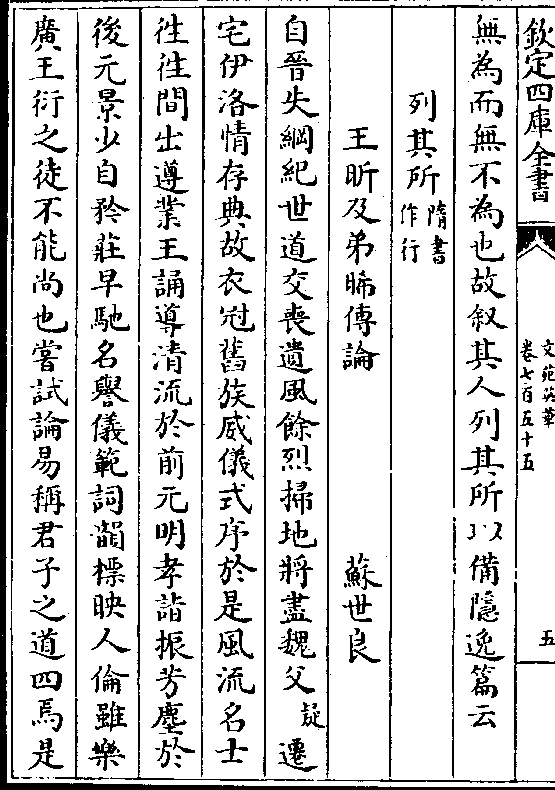 欽定四庫全書
文苑英華
卷七百五十五
五
無為而無不為也故叙其人列其所以備隱逸篇云
列其所隋書作行
王昕及弟晞傳論 蘇世良
自晉失綱紀世道交喪遺風餘烈掃地將盡魏父疑遷
宅伊洛情存典故衣冠舊族威儀式序於是風流名士
往往間出遵業王誦導清流於前元明孝詣振芳塵於
後元景少自矜莊早馳名譽儀範詞韻標映人倫雖樂
廣王衍之徒不能尚也嘗試論易稱君子之道四焉是